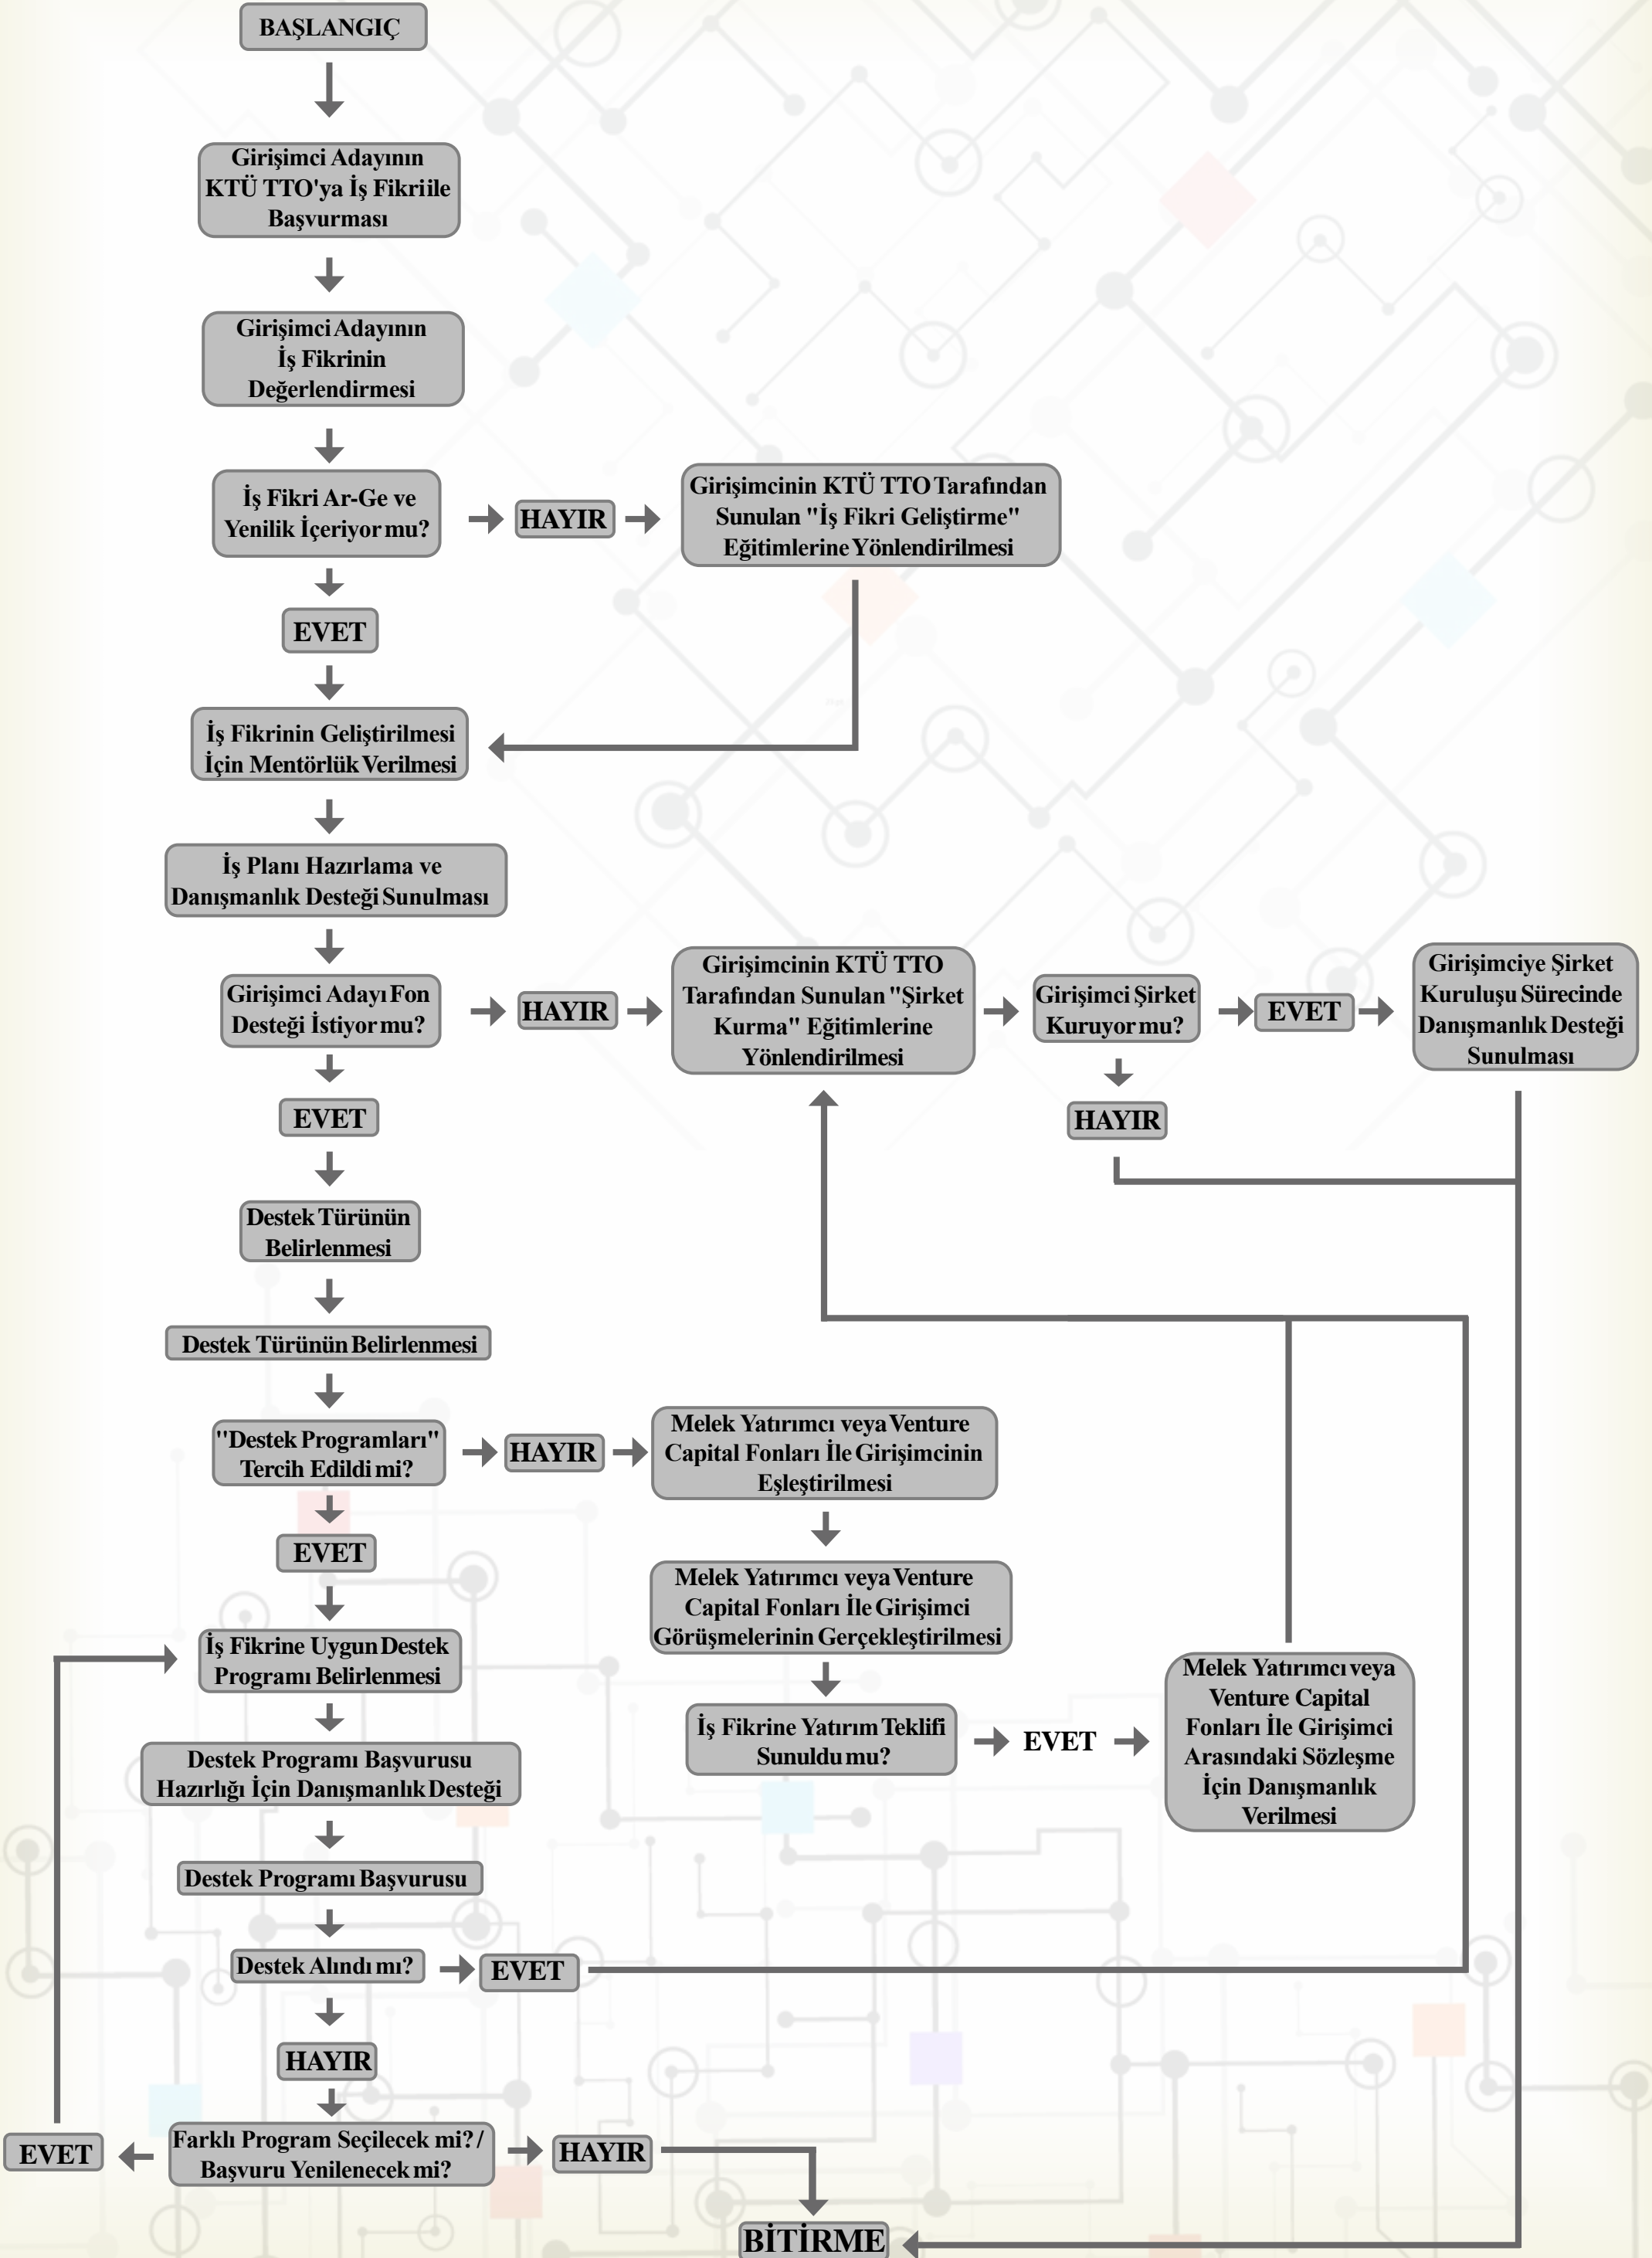 BAŞLANGIÇ
Girişimci Adayının
KTÜ TTO'ya İş Fikri ile
Başvurması
Girişimci Adayının
İş Fikrinin
Değerlendirmesi
İş Fikri Ar-Ge ve
Yenilik İçeriyor mu?
HAYIR
Girişimcinin KTÜ TTO Tarafından
Sunulan "İş Fikri Geliştirme"
Eğitimlerine Yönlendirilmesi
EVET
İş Fikrinin Geliştirilmesi
İçin Mentörlük Verilmesi
İş Planı Hazırlama ve
Danışmanlık Desteği Sunulması
Girişimci Adayı Fon
Desteği İstiyor mu?
HAYIR
Girişimcinin KTÜ TTO
Tarafından Sunulan "Şirket
Kurma" Eğitimlerine
Yönlendirilmesi
Girişimci Şirket
Kuruyor mu?
EVET
Girişimciye Şirket
Kuruluşu Sürecinde
Danışmanlık Desteği
Sunulması
EVET
HAYIR
Destek Türünün
Belirlenmesi
Destek Türünün Belirlenmesi
"Destek Programları"
Tercih Edildi mi?
HAYIR
Melek Yatırımcı veya Venture
Capital Fonları İle Girişimcinin
Eşleştirilmesi
EVET
Melek Yatırımcı veya Venture
Capital Fonları İle Girişimci
Görüşmelerinin Gerçekleştirilmesi
İş Fikrine Uygun Destek
Programı Belirlenmesi
İş Fikrine Yatırım Teklifi
Sunuldu mu?
EVET
Melek Yatırımcı veya
Venture Capital
Fonları İle Girişimci
Arasındaki Sözleşme
İçin Danışmanlık
Verilmesi
Destek Programı Başvurusu
Hazırlığı İçin Danışmanlık Desteği
Destek Programı Başvurusu
Destek Alındı mı?
EVET
HAYIR
EVET
Farklı Program Seçilecek mi? /
Başvuru Yenilenecek mi?
HAYIR
BİTİRME